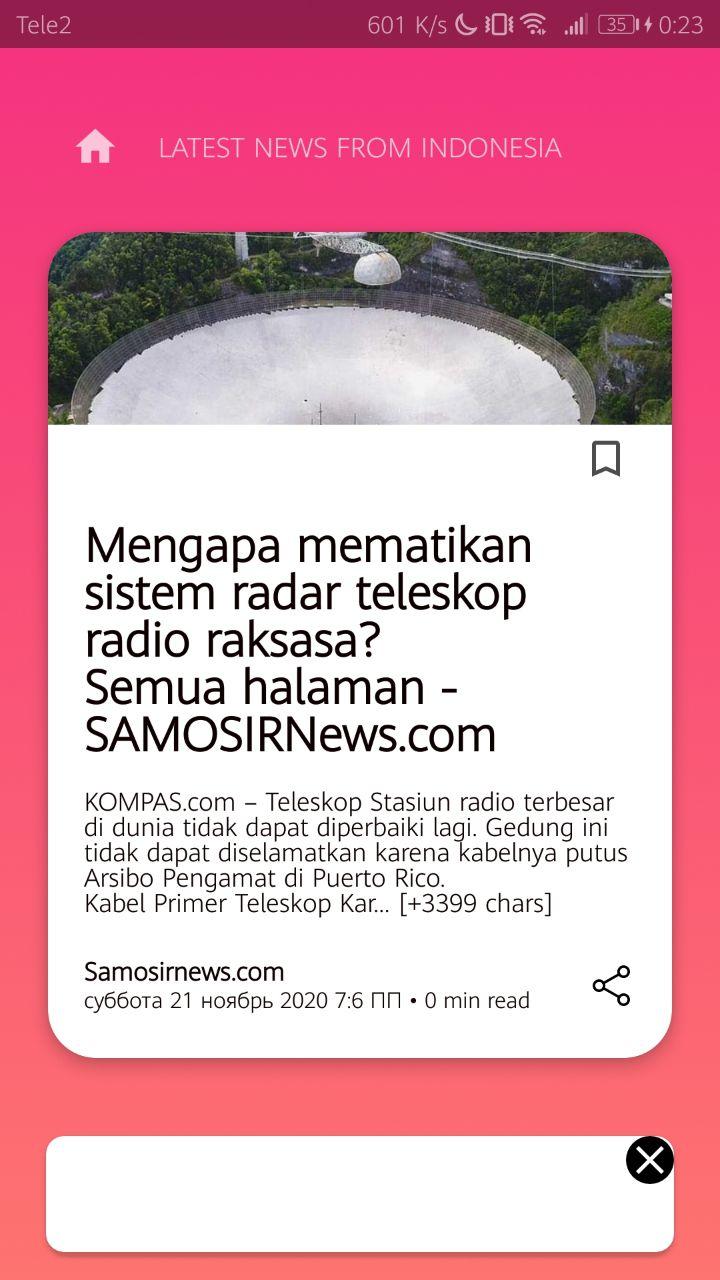 Tele2 601 K/s 35 0:23
LATEST NEWS FROM INDONESIA
Mengapa mematikan
sistem radar teleskop
radio raksasa?
Semua halaman -
SAMOSIRNews.com
KOMPAS.com – Teleskop Stasiun radio terbesar
di dunia tidak dapat diperbaiki lagi. Gedung ini
tidak dapat diselamatkan karena kabelnya putus
Arsibo Pengamat di Puerto Rico.
Kabel Primer Teleskop Kar... [+3399 chars]
Samosirnews.com
суббота 21 ноябрь 2020 7:6 ПП • 0 min read